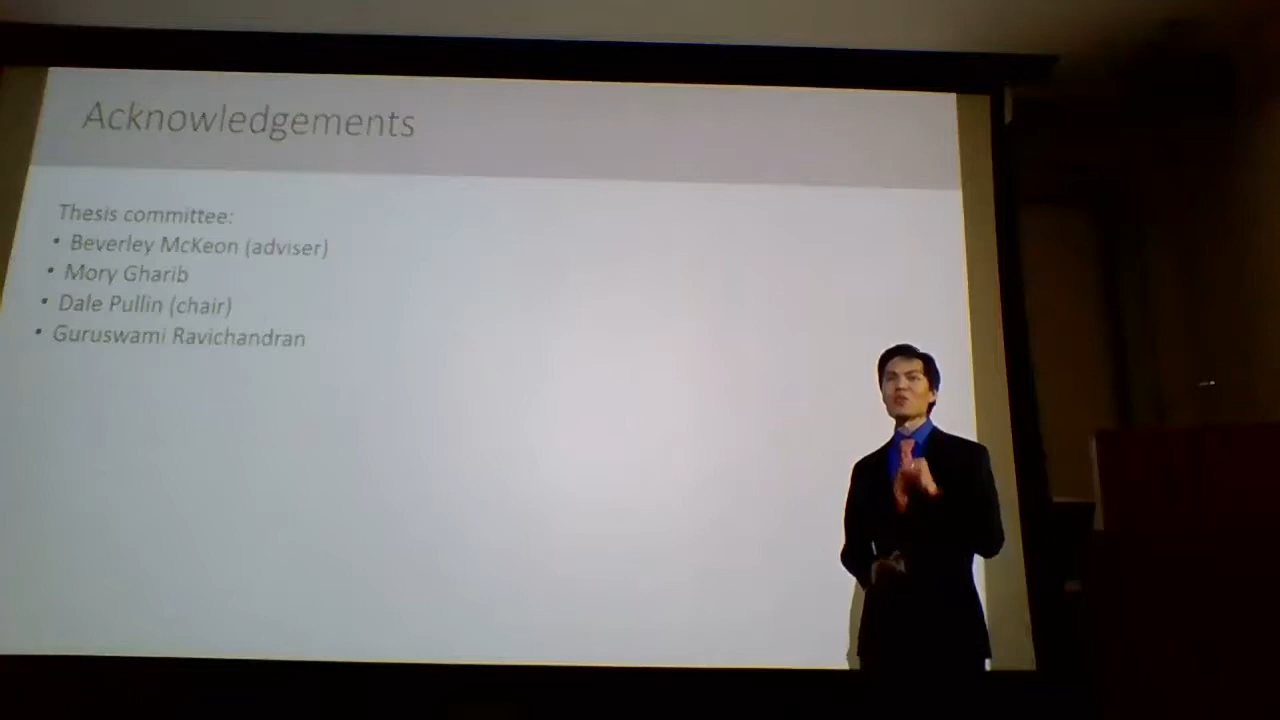 Acknowledgements
Thesis committee:
• Beverley McKeon (adviser)
• Mory Gharib
• Dale Pullin (chair)
• Guruswami Ravichandran